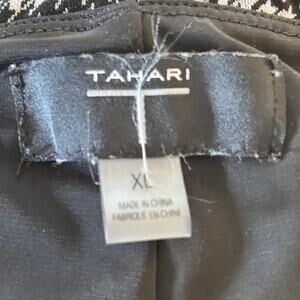 TAHARI
XL
MADE IN CHINA
FABRIQUÉ EN CHINE